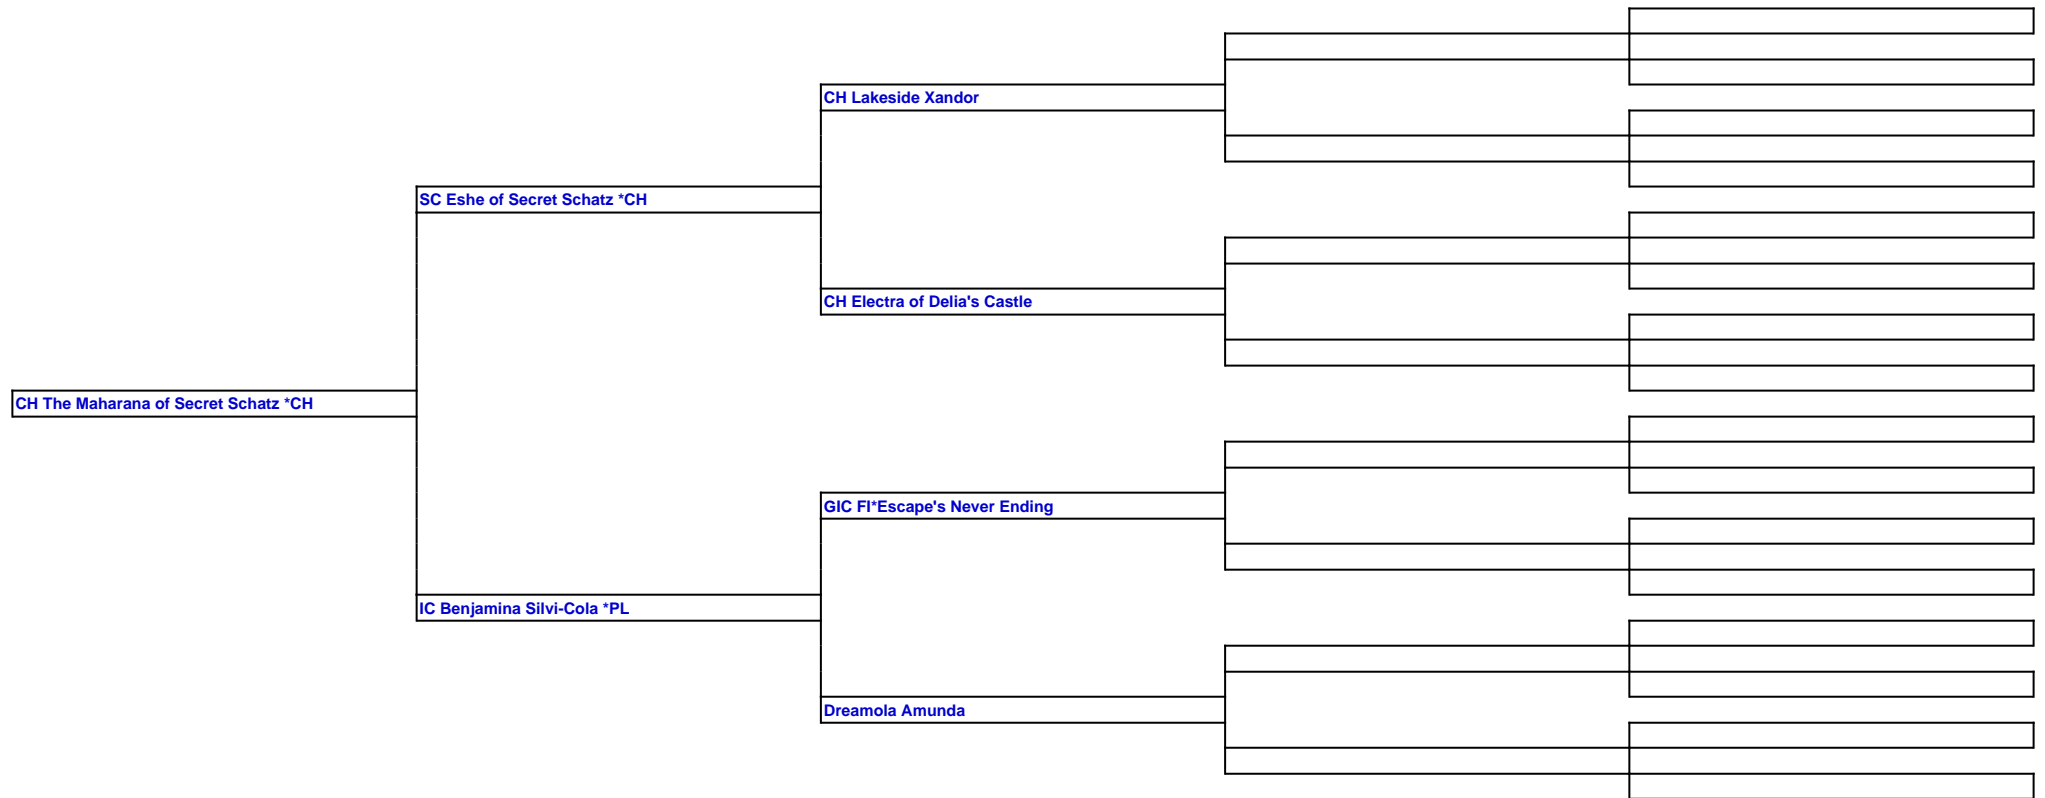 CH Lakeside Xandor
SC Eshe of Secret Schatz *CH
CH Electra of Delia's Castle
CH The Maharana of Secret Schatz *CH
GIC FI*Escape's Never Ending
IC Benjamina Silvi-Cola *PL
Dreamola Amunda